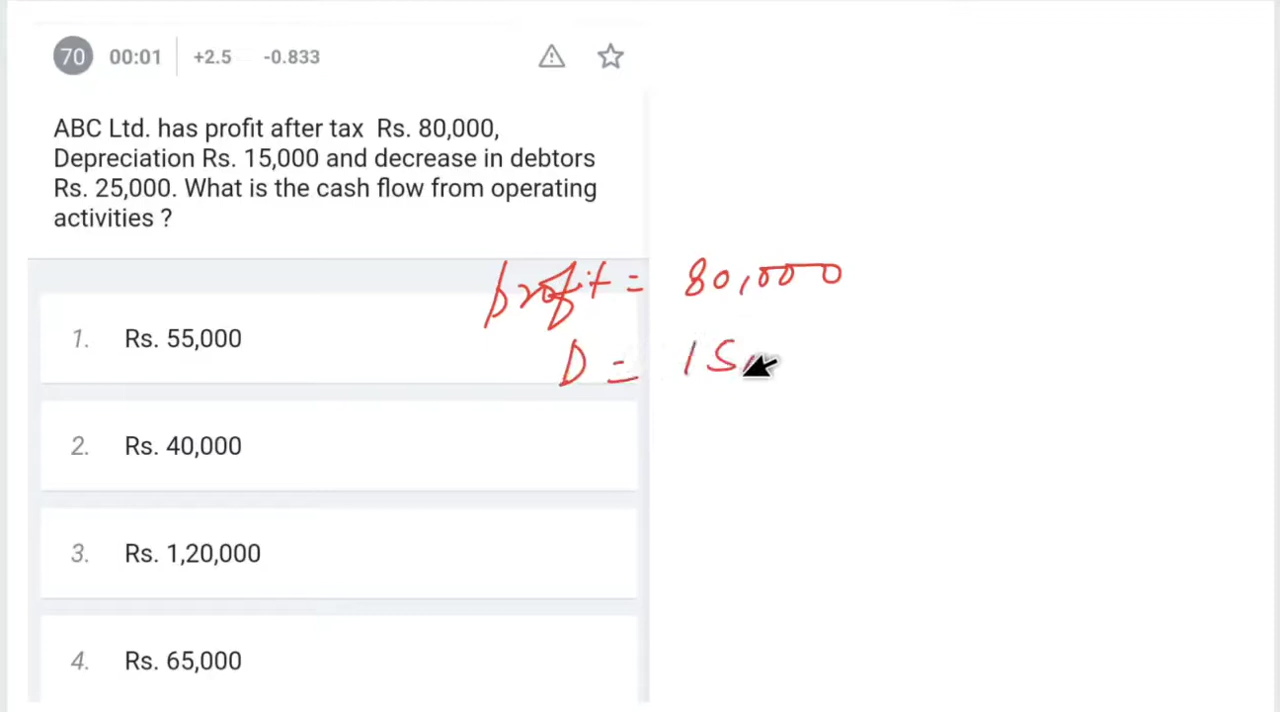 70 00:01 +2.5 -0.833
ABC Ltd. has profit after tax Rs. 80,000,
Depreciation Rs. 15,000 and decrease in debtors
Rs. 25,000. What is the cash flow from operating
activities ?
profit = 80,000
1. Rs. 55,000
D = 15
2. Rs. 40,000
3. Rs. 1,20,000
4. Rs. 65,000